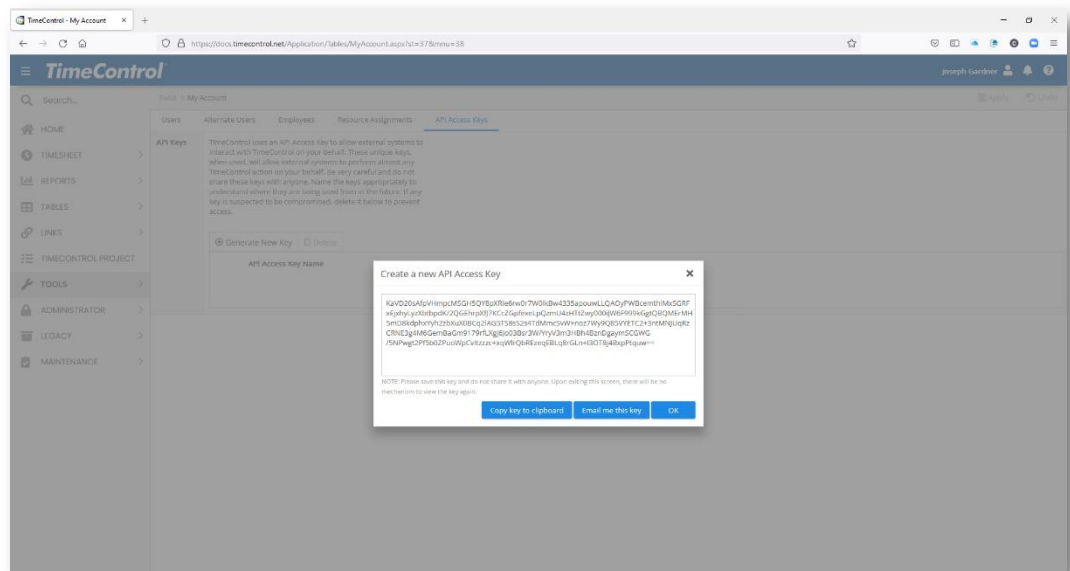 TimeControl - My Account
https://docs.timecontrol.net/Application/Tables/MyAccount.aspx?st=37&mnu=38
TimeControl
Joseph Gardner
Search...
Tools > My Account
Apply
Undo
HOME
TIMESHEET
REPORTS
TABLES
LINKS
TIMECONTROL PROJECT
TOOLS
ADMINISTRATOR
LEGACY
MAINTENANCE
Users Alternate Users Employees Resource Assignments API Access Keys
API Keys
TimeControl uses an API Access Key to allow external systems to
interact with TimeControl on your behalf. These unique keys,
when used, will allow external systems to perform almost any
TimeControl action on your behalf. Be very careful and do not
share these keys with anyone. Name the keys appropriately to
understand where they are being used from in the future. If any
key is suspected to be compromised, delete it below to prevent
access.
Generate New Key Delete
API Access Key Name
Create a new API Access Key
NOTE: Please save this key and do not share it with anyone. Upon exiting this screen, there will be no
mechanism to view the key again.
Copy key to clipboard Email me this key OK